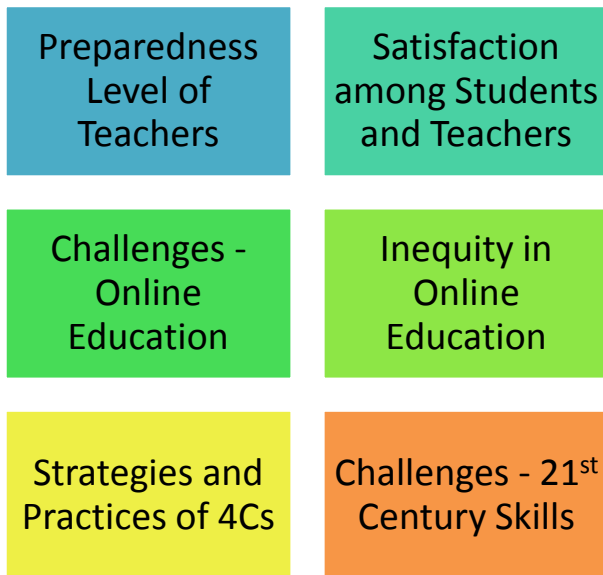 Preparedness
Level of
Teachers
Satisfaction
among Students
and Teachers
Challenges -
Online
Education
Inequity in
Online
Education
Strategies and
Practices of 4Cs
Challenges - 21st
Century Skills